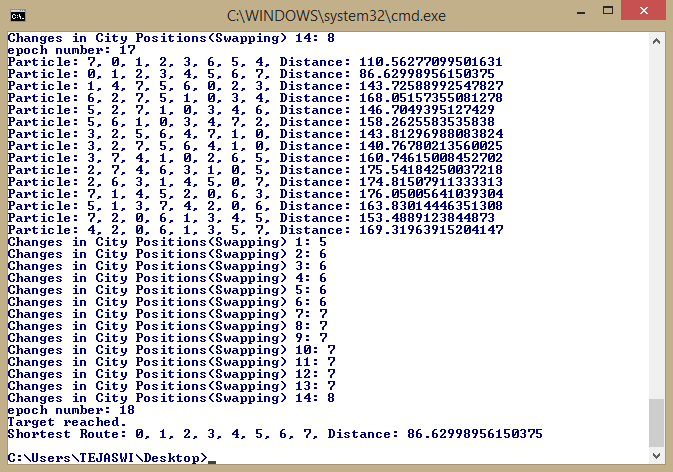 C:\WINDOWS\system32\cmd.exe
Changes in City Positions(Swapping) 14: 8
epoch number: 17
Particle: 7, 0, 1, 2, 3, 6, 5, 4, Distance: 110.56277099501631
Particle: 0, 1, 2, 3, 4, 5, 6, 7, Distance: 86.62998956150375
Particle: 1, 4, 7, 5, 6, 0, 2, 3, Distance: 143.72588992547827
Particle: 6, 2, 7, 5, 1, 0, 3, 4, Distance: 168.05157355081278
Particle: 5, 2, 7, 1, 0, 3, 4, 6, Distance: 146.7049395127429
Particle: 5, 6, 1, 0, 3, 4, 7, 2, Distance: 158.2625583535838
Particle: 3, 2, 5, 6, 4, 7, 1, 0, Distance: 143.81296988083824
Particle: 3, 2, 7, 5, 6, 4, 1, 0, Distance: 140.76780213560025
Particle: 3, 7, 4, 1, 0, 2, 6, 5, Distance: 160.74615008452702
Particle: 2, 7, 4, 6, 3, 1, 0, 5, Distance: 175.54184250037218
Particle: 2, 6, 3, 1, 4, 5, 0, 7, Distance: 174.81507911333313
Particle: 7, 1, 4, 5, 2, 0, 6, 3, Distance: 176.05005641039304
Particle: 5, 1, 3, 7, 4, 2, 0, 6, Distance: 163.83014446351308
Particle: 7, 2, 0, 6, 1, 3, 4, 5, Distance: 153.4889123844873
Particle: 4, 2, 0, 6, 1, 3, 5, 7, Distance: 169.31963915204147
Changes in City Positions(Swapping) 1: 5
Changes in City Positions(Swapping) 2: 6
Changes in City Positions(Swapping) 3: 6
Changes in City Positions(Swapping) 4: 6
Changes in City Positions(Swapping) 5: 6
Changes in City Positions(Swapping) 6: 6
Changes in City Positions(Swapping) 7: 7
Changes in City Positions(Swapping) 8: 7
Changes in City Positions(Swapping) 9: 7
Changes in City Positions(Swapping) 10: 7
Changes in City Positions(Swapping) 11: 7
Changes in City Positions(Swapping) 12: 7
Changes in City Positions(Swapping) 13: 7
Changes in City Positions(Swapping) 14: 8
epoch number: 18
Target reached.
Shortest Route: 0, 1, 2, 3, 4, 5, 6, 7, Distance: 86.62998956150375
C:\Users\TEJASWI\Desktop>_